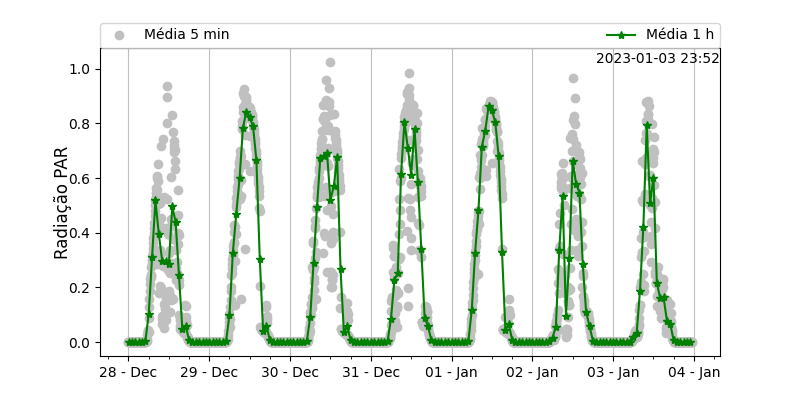 Média 5 min
Média 1 h
2023-01-03 23:52
Radiação PAR
1.0
0.8
0.6
0.4
0.2
0.0
28 - Dec
29 - Dec
30 - Dec
31 - Dec
01 - Jan
02 - Jan
03 - Jan
04 - Jan